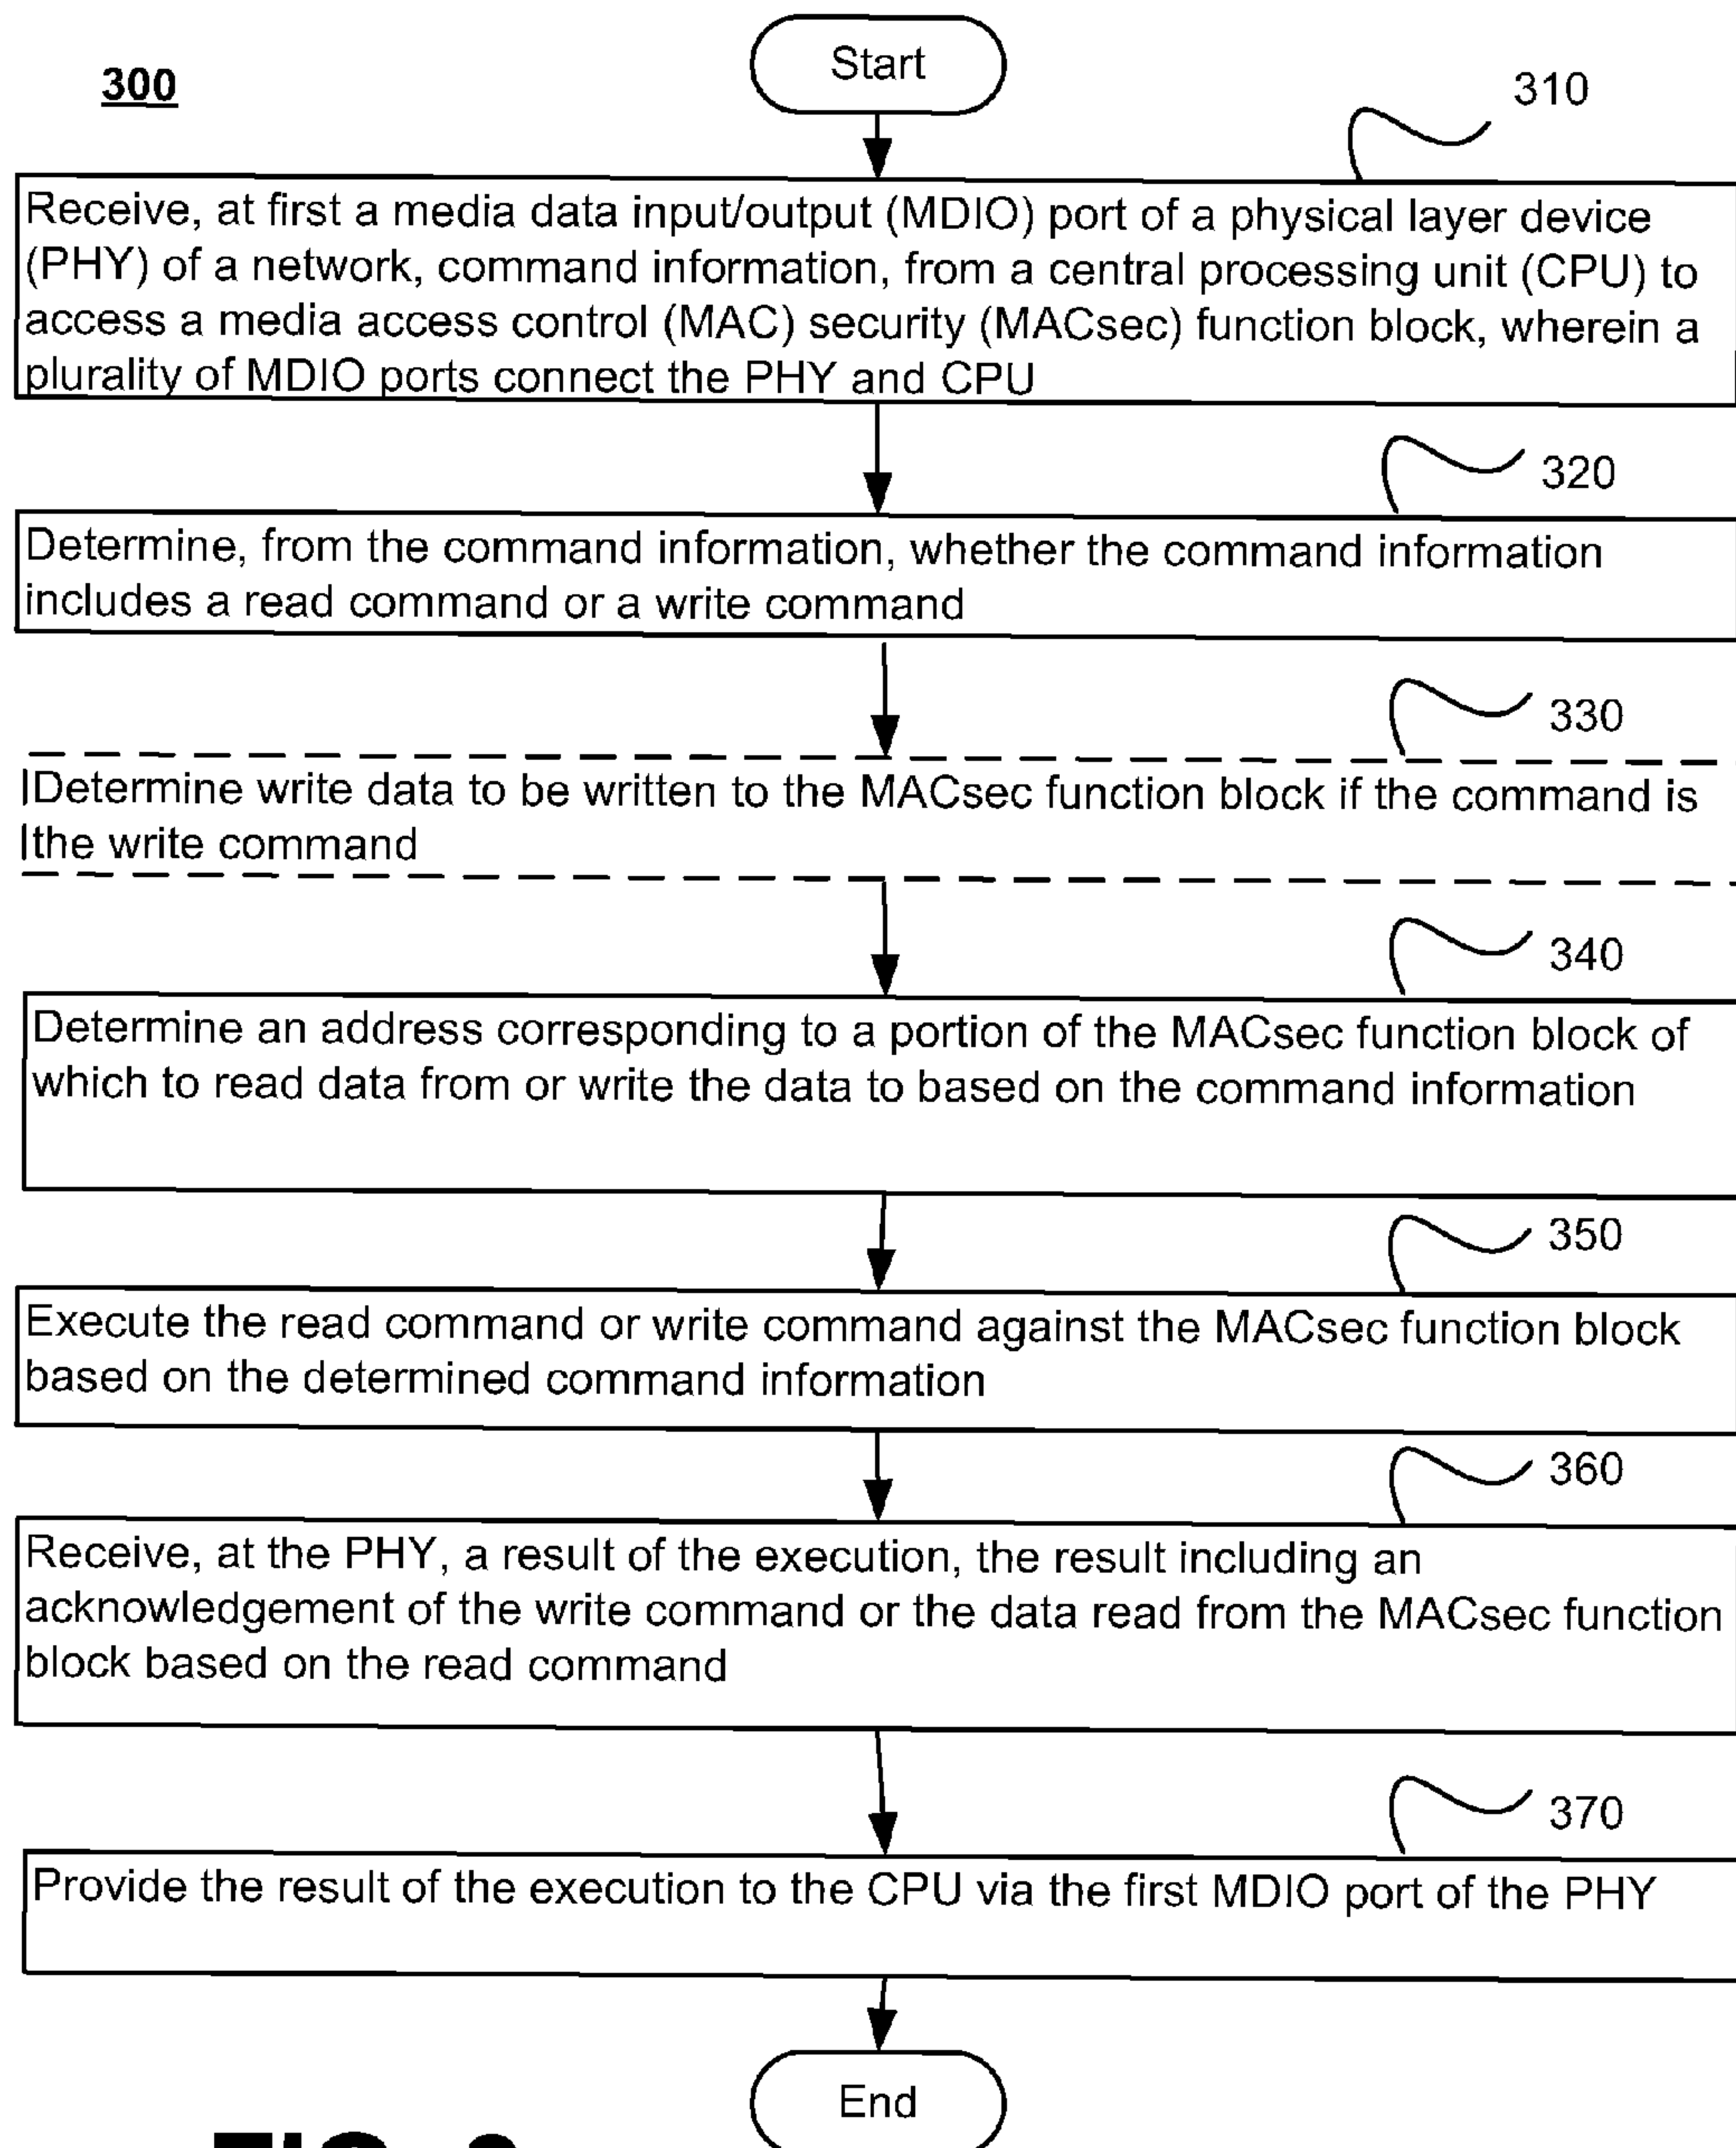 Start
300
310
Receive, at first a media data input/output (MDIO) port of a physical layer device
(PHY) of a network, command information, from a central processing unit (CPU) to
access a media access control (MAC) security (MACsec) function block, wherein a
plurality of MDIO ports connect the PHY and CPU
320
Determine, from the command information, whether the command information
includes a read command or a write command
330
Determine write data to be written to the MACsec function block if the command is
the write command
340
Determine an address corresponding to a portion of the MACsec function block of
which to read data from or write the data to based on the command information
350
Execute the read command or write command against the MACsec function block
based on the determined command information
360
Receive, at the PHY, a result of the execution, the result including an
acknowledgement of the write command or the data read from the MACsec function
block based on the read command
370
Provide the result of the execution to the CPU via the first MDIO port of the PHY
End